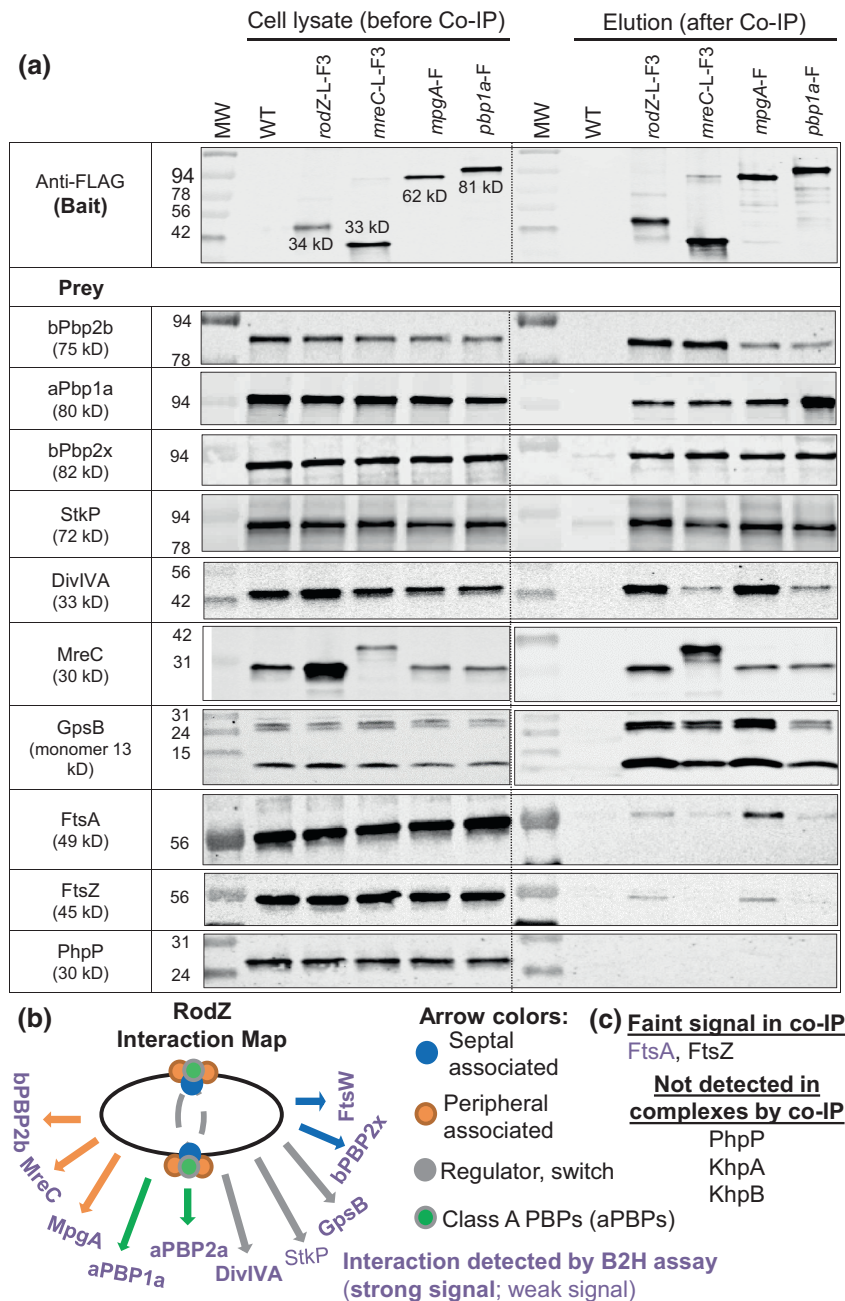 Cell lysate (before Co-IP)
Elution (after Co-IP)
(a)
MW
WT
rodZ-L-F3
mreC-L-F3
mpgA-F
pbp1a-F
MW
WT
rodZ-L-F3
mreC-L-F3
mpgA-F
pbp1a-F
Anti-FLAG
(Bait)
94
78
56
42
34 kD
33 kD
62 kD
81 kD
Prey
bPbp2b
(75 kD)
94
78
aPbp1a
(80 kD)
94
bPbp2x
(82 kD)
94
StkP
(72 kD)
94
78
DivIVA
(33 kD)
56
42
MreC
(30 kD)
42
31
GpsB
(monomer 13
kD)
31
24
15
FtsA
(49 kD)
56
FtsZ
(45 kD)
56
PhpP
(30 kD)
31
24
(b)
RodZ
Interaction Map
bPBP2b
MreC
MpgA
aPBP1a
aPBP2a
DivIVA
StkP
GpsB
bPBP2x
FtsW
Arrow colors:
Septal
associated
Peripheral
associated
Regulator, switch
Class A PBPs (aPBPs)
Interaction detected by B2H assay
(strong signal; weak signal)
(c)
Faint signal in co-IP
FtsA, FtsZ
Not detected in
complexes by co-IP
PhpP
KhpA
KhpB